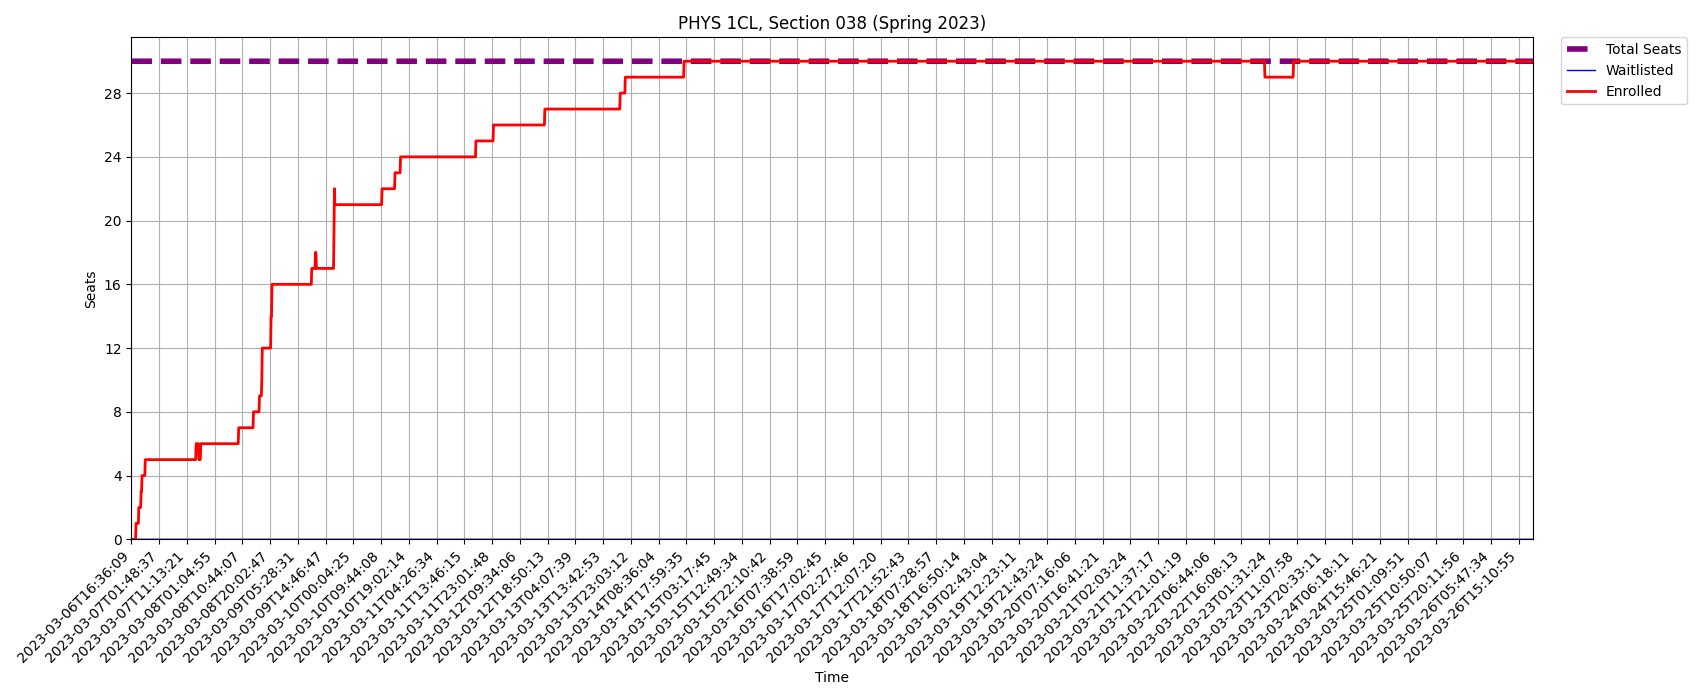 PHYS 1CL, Section 038 (Spring 2023)
Total Seats
Waitlisted
Enrolled
Seats
28
24
20
16
12
8
4
0
2023-03-06T16:36:09
2023-03-07T01:48:37
2023-03-07T11:13:21
2023-03-08T01:04:55
2023-03-08T10:44:07
2023-03-08T20:02:47
2023-03-09T05:28:31
2023-03-09T14:46:47
2023-03-10T00:04:25
2023-03-10T09:44:08
2023-03-10T19:02:14
2023-03-11T04:26:34
2023-03-11T13:46:15
2023-03-11T23:01:48
2023-03-12T09:34:06
2023-03-12T18:50:13
2023-03-13T04:07:39
2023-03-13T13:42:53
2023-03-13T23:03:12
2023-03-14T08:36:04
2023-03-14T17:59:35
2023-03-15T03:17:45
2023-03-15T12:49:34
2023-03-15T22:10:42
2023-03-16T07:38:59
2023-03-16T17:02:45
2023-03-17T02:27:46
2023-03-17T12:07:20
2023-03-17T21:52:43
2023-03-18T07:28:57
2023-03-18T16:50:14
2023-03-19T02:43:04
2023-03-19T12:23:11
2023-03-19T21:43:24
2023-03-20T07:16:06
2023-03-20T16:41:21
2023-03-21T02:03:24
2023-03-21T11:37:17
2023-03-21T21:01:19
2023-03-22T06:44:06
2023-03-22T16:08:13
2023-03-23T01:31:24
2023-03-23T11:07:58
2023-03-23T20:33:11
2023-03-24T06:18:11
2023-03-24T15:46:21
2023-03-25T01:09:51
2023-03-25T10:50:07
2023-03-25T20:11:56
2023-03-26T05:47:34
2023-03-26T15:10:55
Time